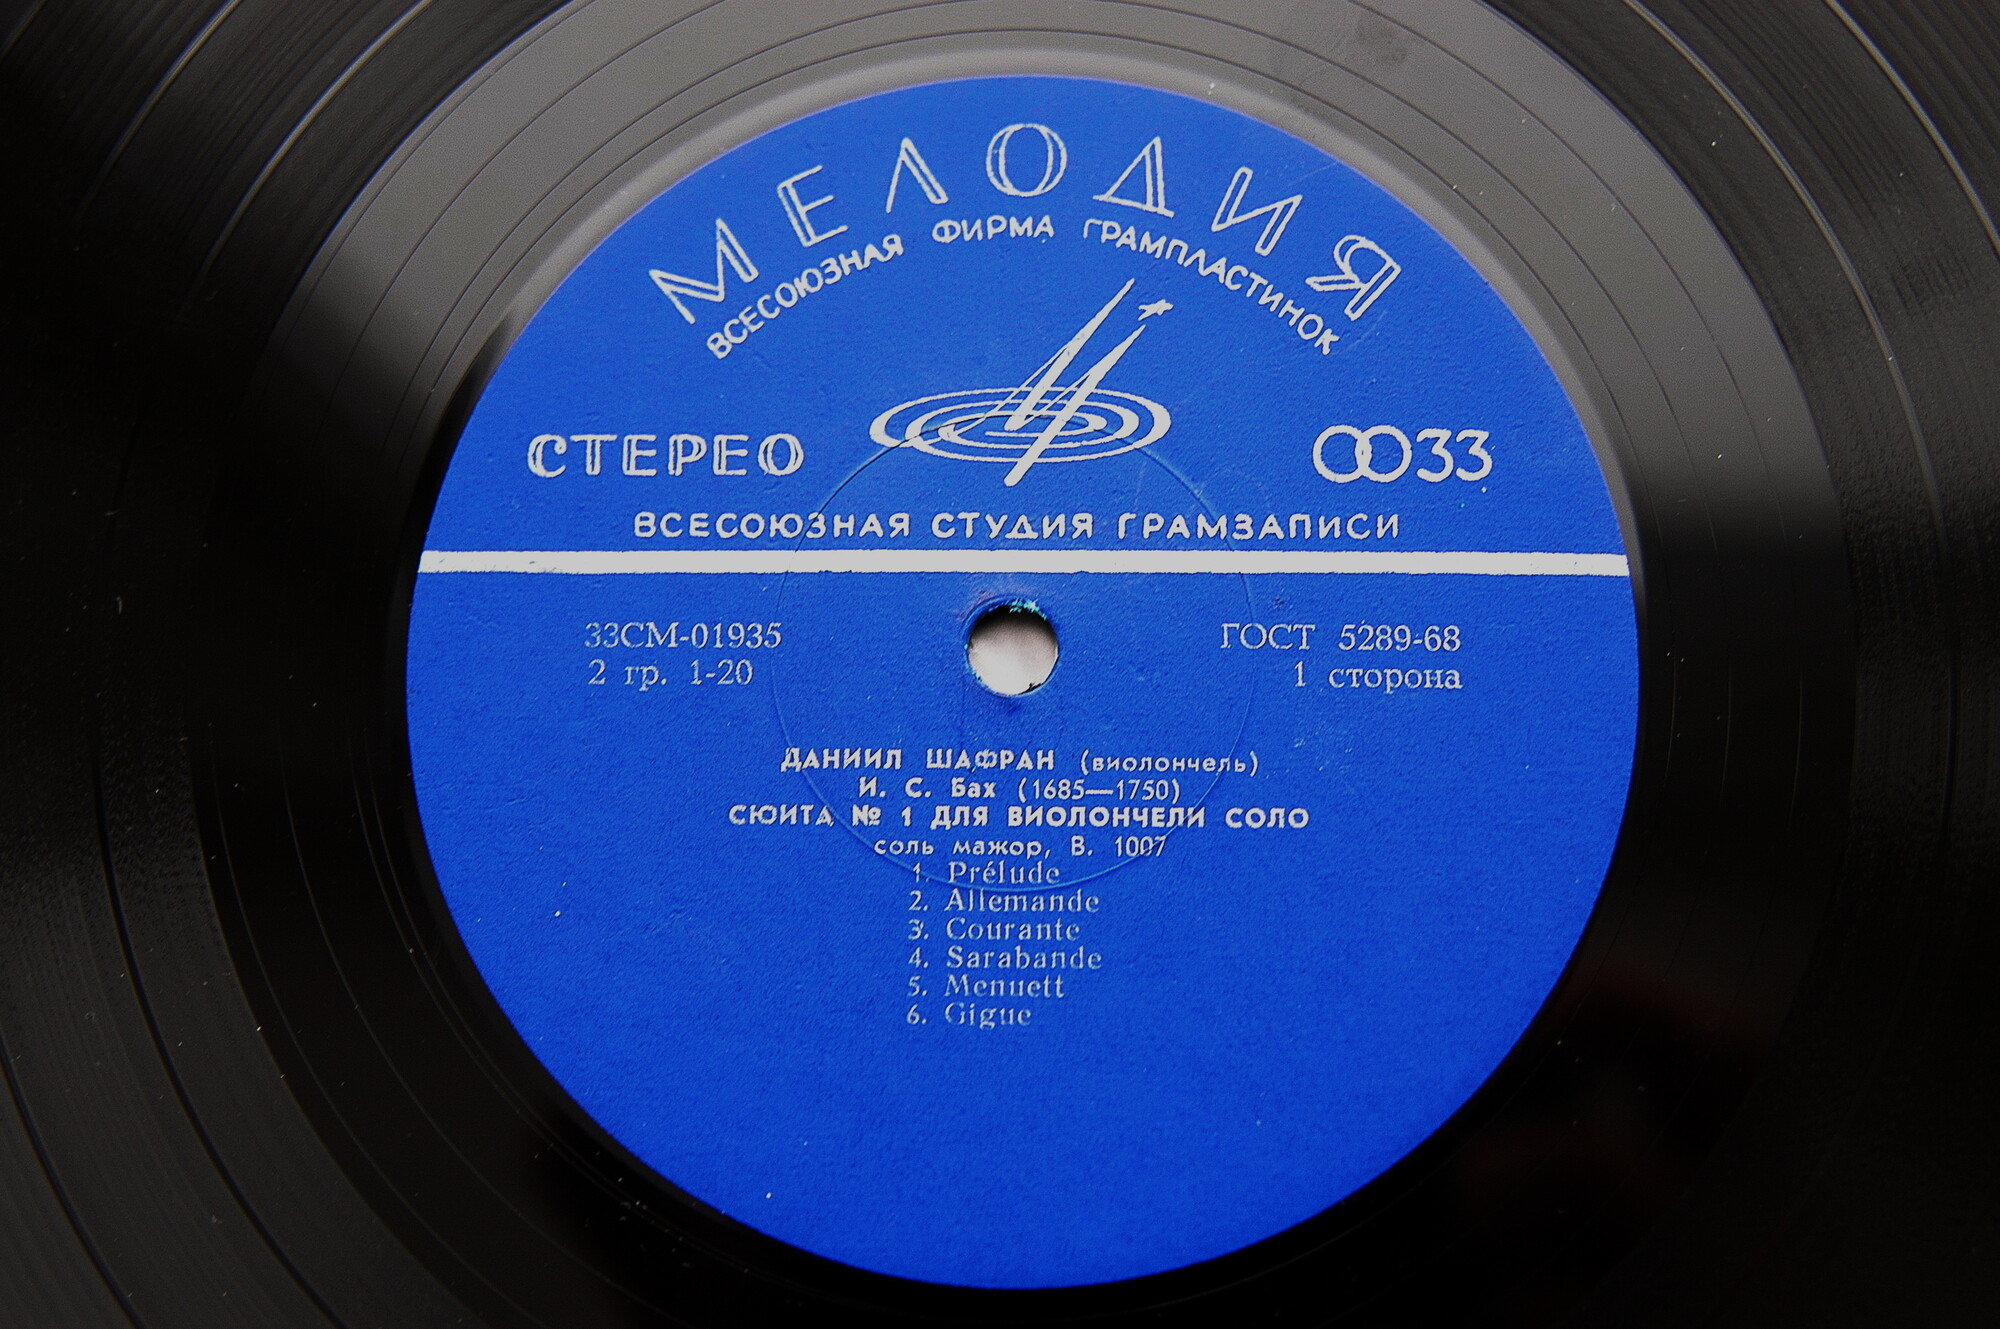 МЕЛОДИЯ
ВСЕСОЮЗНАЯ ФИРМА ГРАМПЛАСТИНОК
СТЕРЕО
33
ВСЕСОЮЗНАЯ СТУДИЯ ГРАМЗАПИСИ
33СМ-01935
ГОСТ 5289-68
2 гр. 1-20
1 сторона
ДАНИИЛ ШАФРАН (виолончель)
И. С. Бах (1685—1750)
СЮИТА № 1 ДЛЯ ВИОЛОНЧЕЛИ СОЛО
соль мажор, В. 1007
1. Prélude
2. Allemande
3. Courante
4. Sarabande
5. Menuett
6. Gigue